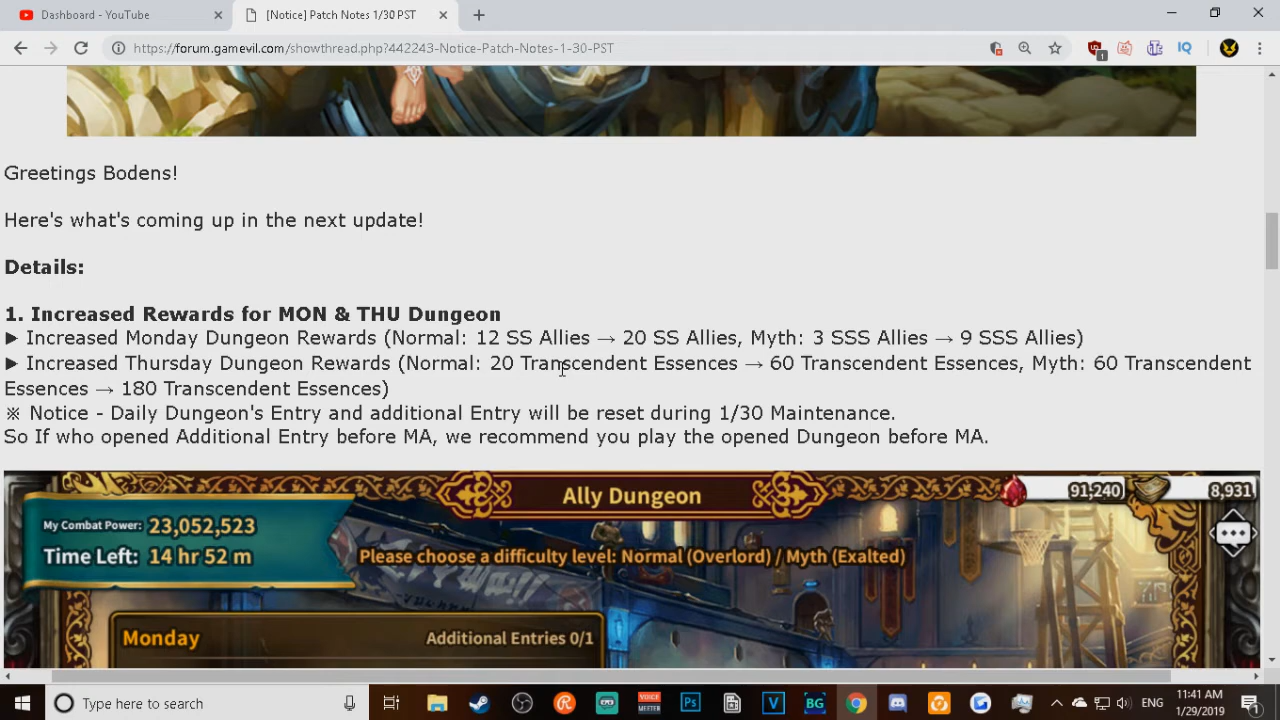 Dashboard - YouTube
[Notice] Patch Notes 1/30 PST
https://forum.gamevil.com/showthread.php?442243-Notice-Patch-Notes-1-30-PST
1
IQ
Greetings Bodens!
Here's what's coming up in the next update!
Details:
1. Increased Rewards for MON & THU Dungeon
► Increased Monday Dungeon Rewards (Normal: 12 SS Allies → 20 SS Allies, Myth: 3 SSS Allies → 9 SSS Allies)
► Increased Thursday Dungeon Rewards (Normal: 20 Transcendent Essences → 60 Transcendent Essences, Myth: 60 Transcendent
Essences → 180 Transcendent Essences)
※ Notice - Daily Dungeon's Entry and additional Entry will be reset during 1/30 Maintenance.
So If who opened Additional Entry before MA, we recommend you play the opened Dungeon before MA.
Ally Dungeon
91,240
8,931
My Combat Power: 23,052,523
Time Left: 14 hr 52 m
Please choose a difficulty level: Normal (Overlord) / Myth (Exalted)
Monday
Additional Entries 0/1
Type here to search
VOICE MEETER
Ps
V
BG
ENG
11:41 AM
1/29/2019
1